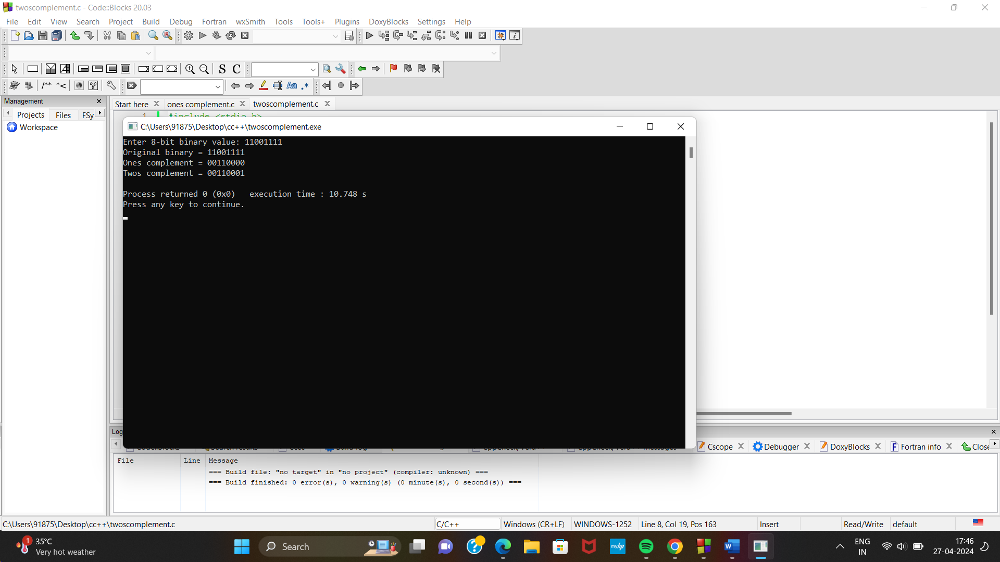 twoscomplement.c - Code::Blocks 20.03
File Edit View Search Project Build Debug Fortran wxSmith Tools Tools+ Plugins DoxyBlocks Settings Help
S C
/** *<
Aa .*
Management
Start here ones complement.c twoscomplement.c
Projects Files FSy
1 #include <stdio.h>
Workspace
C:\Users\91875\Desktop\cc++\twoscomplement.exe
Enter 8-bit binary value: 11001111
Original binary = 11001111
Ones complement = 00110000
Twos complement = 00110001
Process returned 0 (0x0) execution time : 10.748 s
Press any key to continue.
Log
Cscope Debugger DoxyBlocks Fortran info Close
File Line Message
=== Build file: "no target" in "no project" (compiler: unknown) ===
=== Build finished: 0 error(s), 0 warning(s) (0 minute(s), 0 second(s)) ===
C:\Users\91875\Desktop\cc++\twoscomplement.c C/C++ Windows (CR+LF) WINDOWS-1252 Line 8, Col 19, Pos 163 Insert Read/Write default
1 35°C
Very hot weather
Search
myhp
W
ENG
IN
17:46
27-04-2024